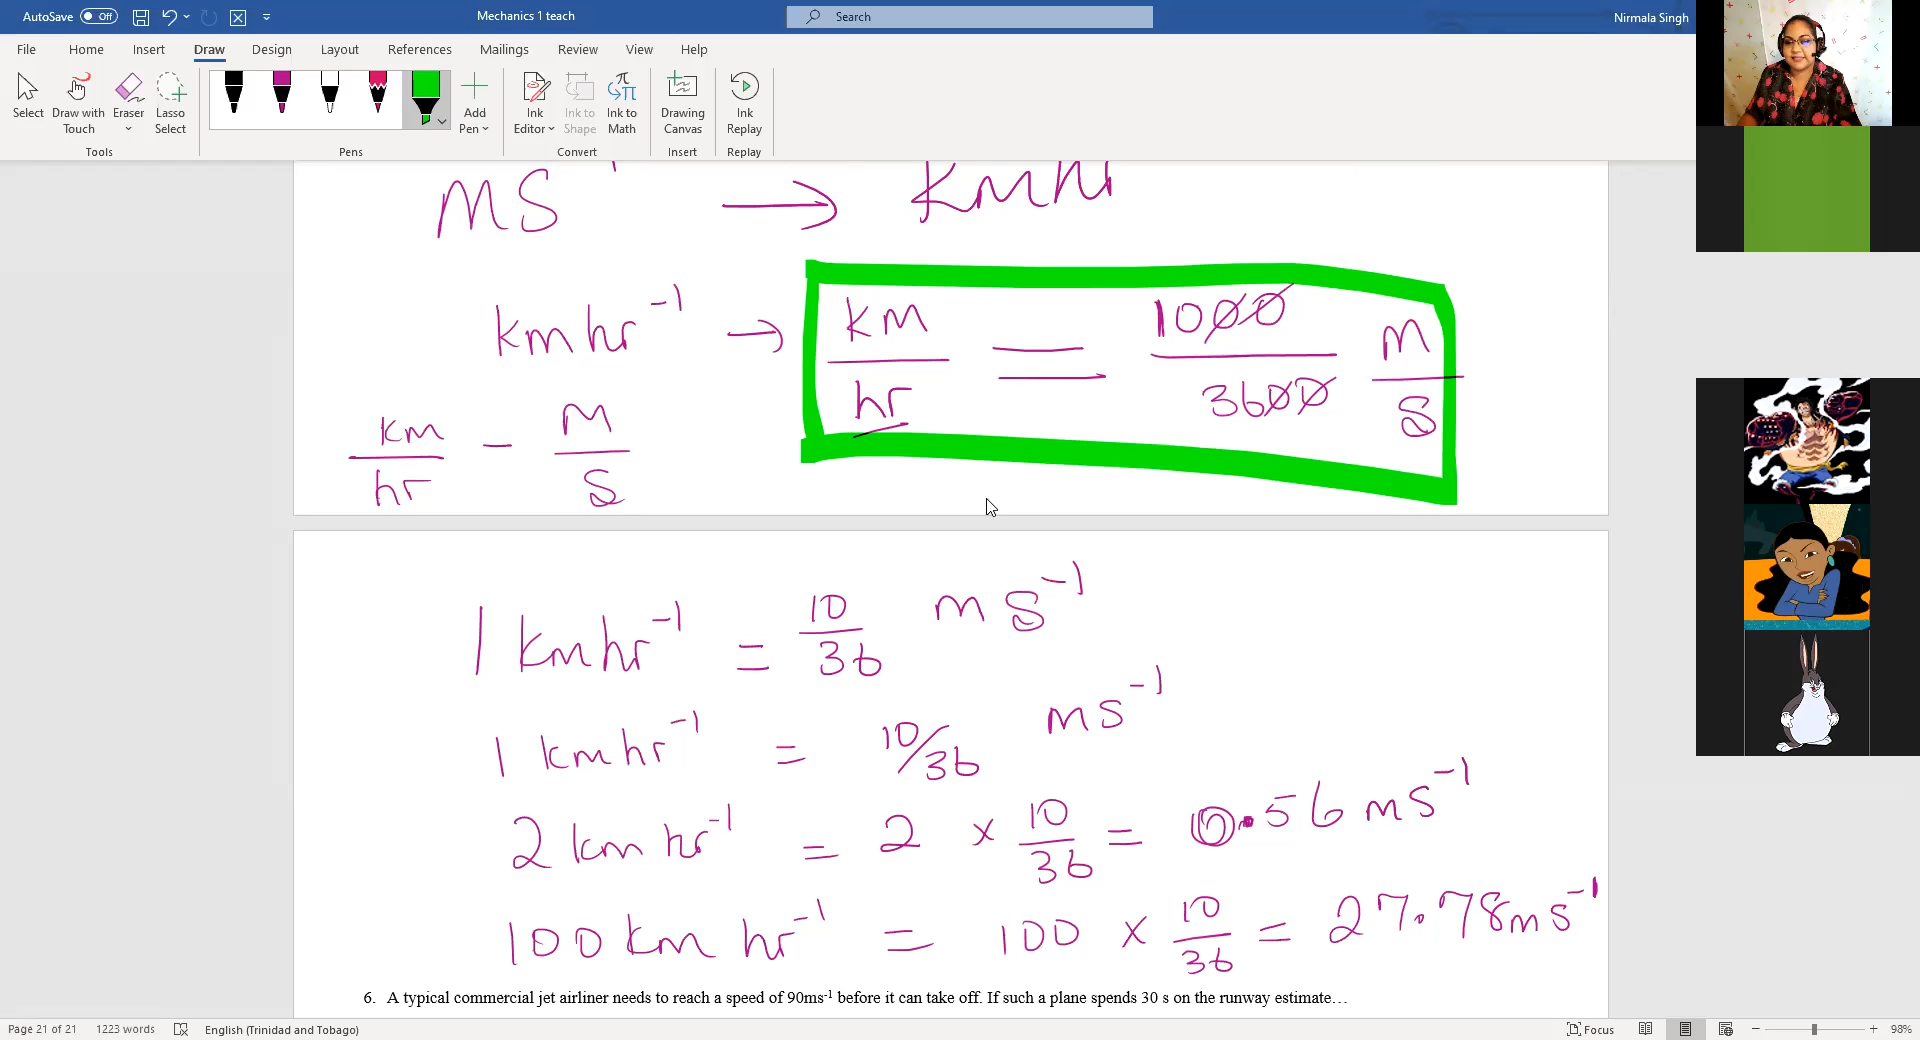 AutoSave Off Mechanics 1 teach Search Nirmala Singh
File Home Insert Draw Design Layout References Mailings Review View Help
Select Draw with Touch Eraser Lasso Select Add Pen Ink Editor Ink to Shape Ink to Math Drawing Canvas Ink Replay
Tools Pens Convert Insert Replay
ms⁻¹ → kmhr
kmhr⁻¹ → km/hr = 1000/3600 m/s
km/hr - m/s
1 kmhr⁻¹ = 10/36 ms⁻¹
1 kmhr⁻¹ = 10/36 ms⁻¹
2 km hr⁻¹ = 2 × 10/36 = 0.56 ms⁻¹
100 km hr⁻¹ = 100 × 10/36 = 27.78 ms⁻¹
6. A typical commercial jet airliner needs to reach a speed of 90ms⁻¹ before it can take off. If such a plane spends 30 s on the runway estimate…
Page 21 of 21 1223 words English (Trinidad and Tobago) Focus 98%